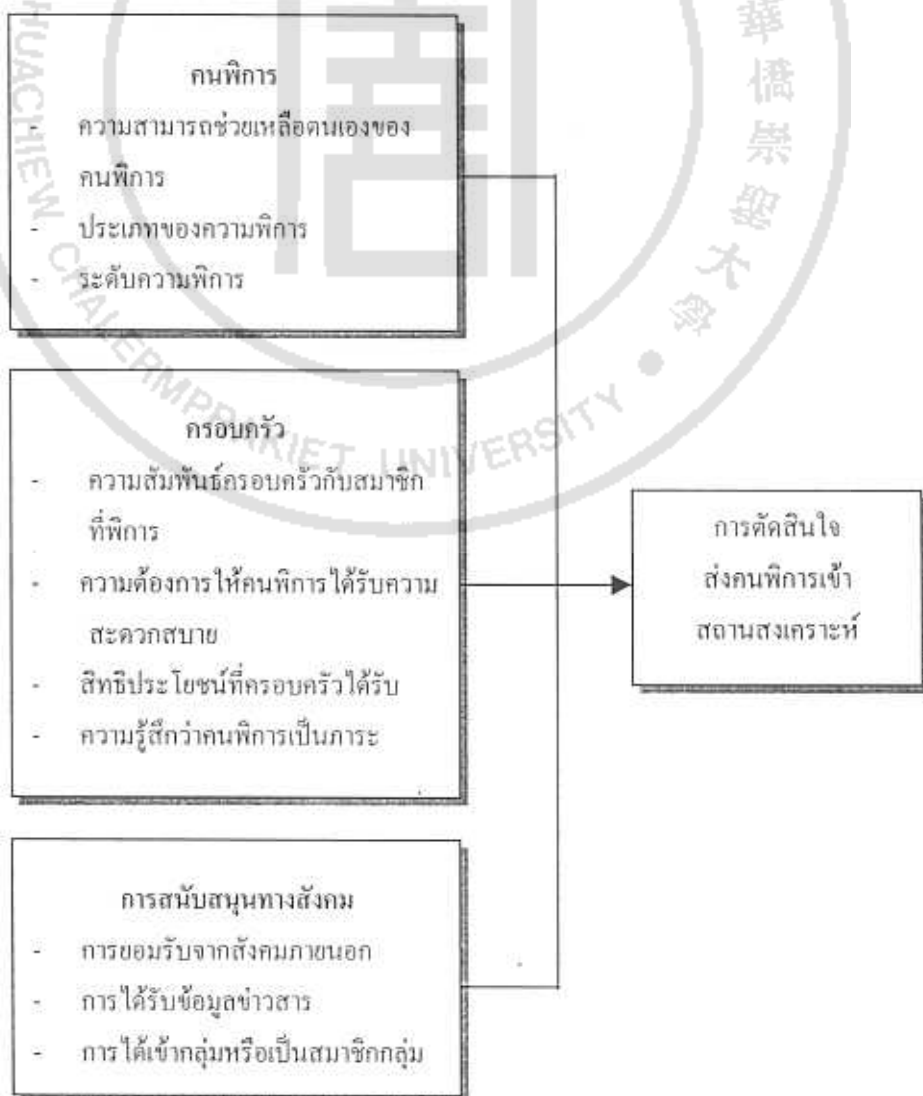 คนพิการ
- ความสามารถช่วยเหลือตนเองของ
คนพิการ
- ประเภทของความพิการ
- ระดับความพิการ
ครอบครัว
- ความสัมพันธ์ครอบครัวกับสมาชิก
ที่พิการ
- ความต้องการให้คนพิการได้รับความ
สะดวกสบาย
- สิทธิประโยชน์ที่ครอบครัวได้รับ
- ความรู้สึกว่าคนพิการเป็นภาระ
การสนับสนุนทางสังคม
- การยอมรับจากสังคมภายนอก
- การได้รับข้อมูลข่าวสาร
- การได้เข้ากลุ่มหรือเป็นสมาชิกกลุ่ม
การตัดสินใจ
ส่งคนพิการเข้า
สถานสงเคราะห์
HUACHIEW CHALERMPRAKIET UNIVERSITY
華僑崇聖大學